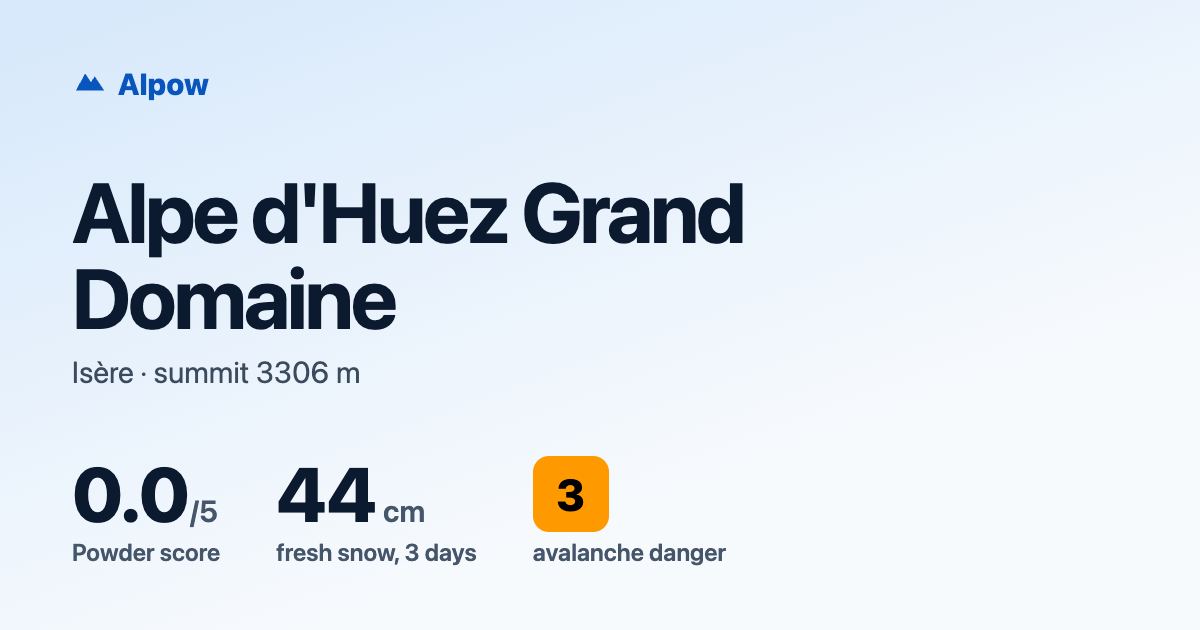 Alpow
Alpe d'Huez Grand
Domaine
Isère · summit 3306 m
0.0/5
44 cm
3
Powder score
fresh snow, 3 days
avalanche danger